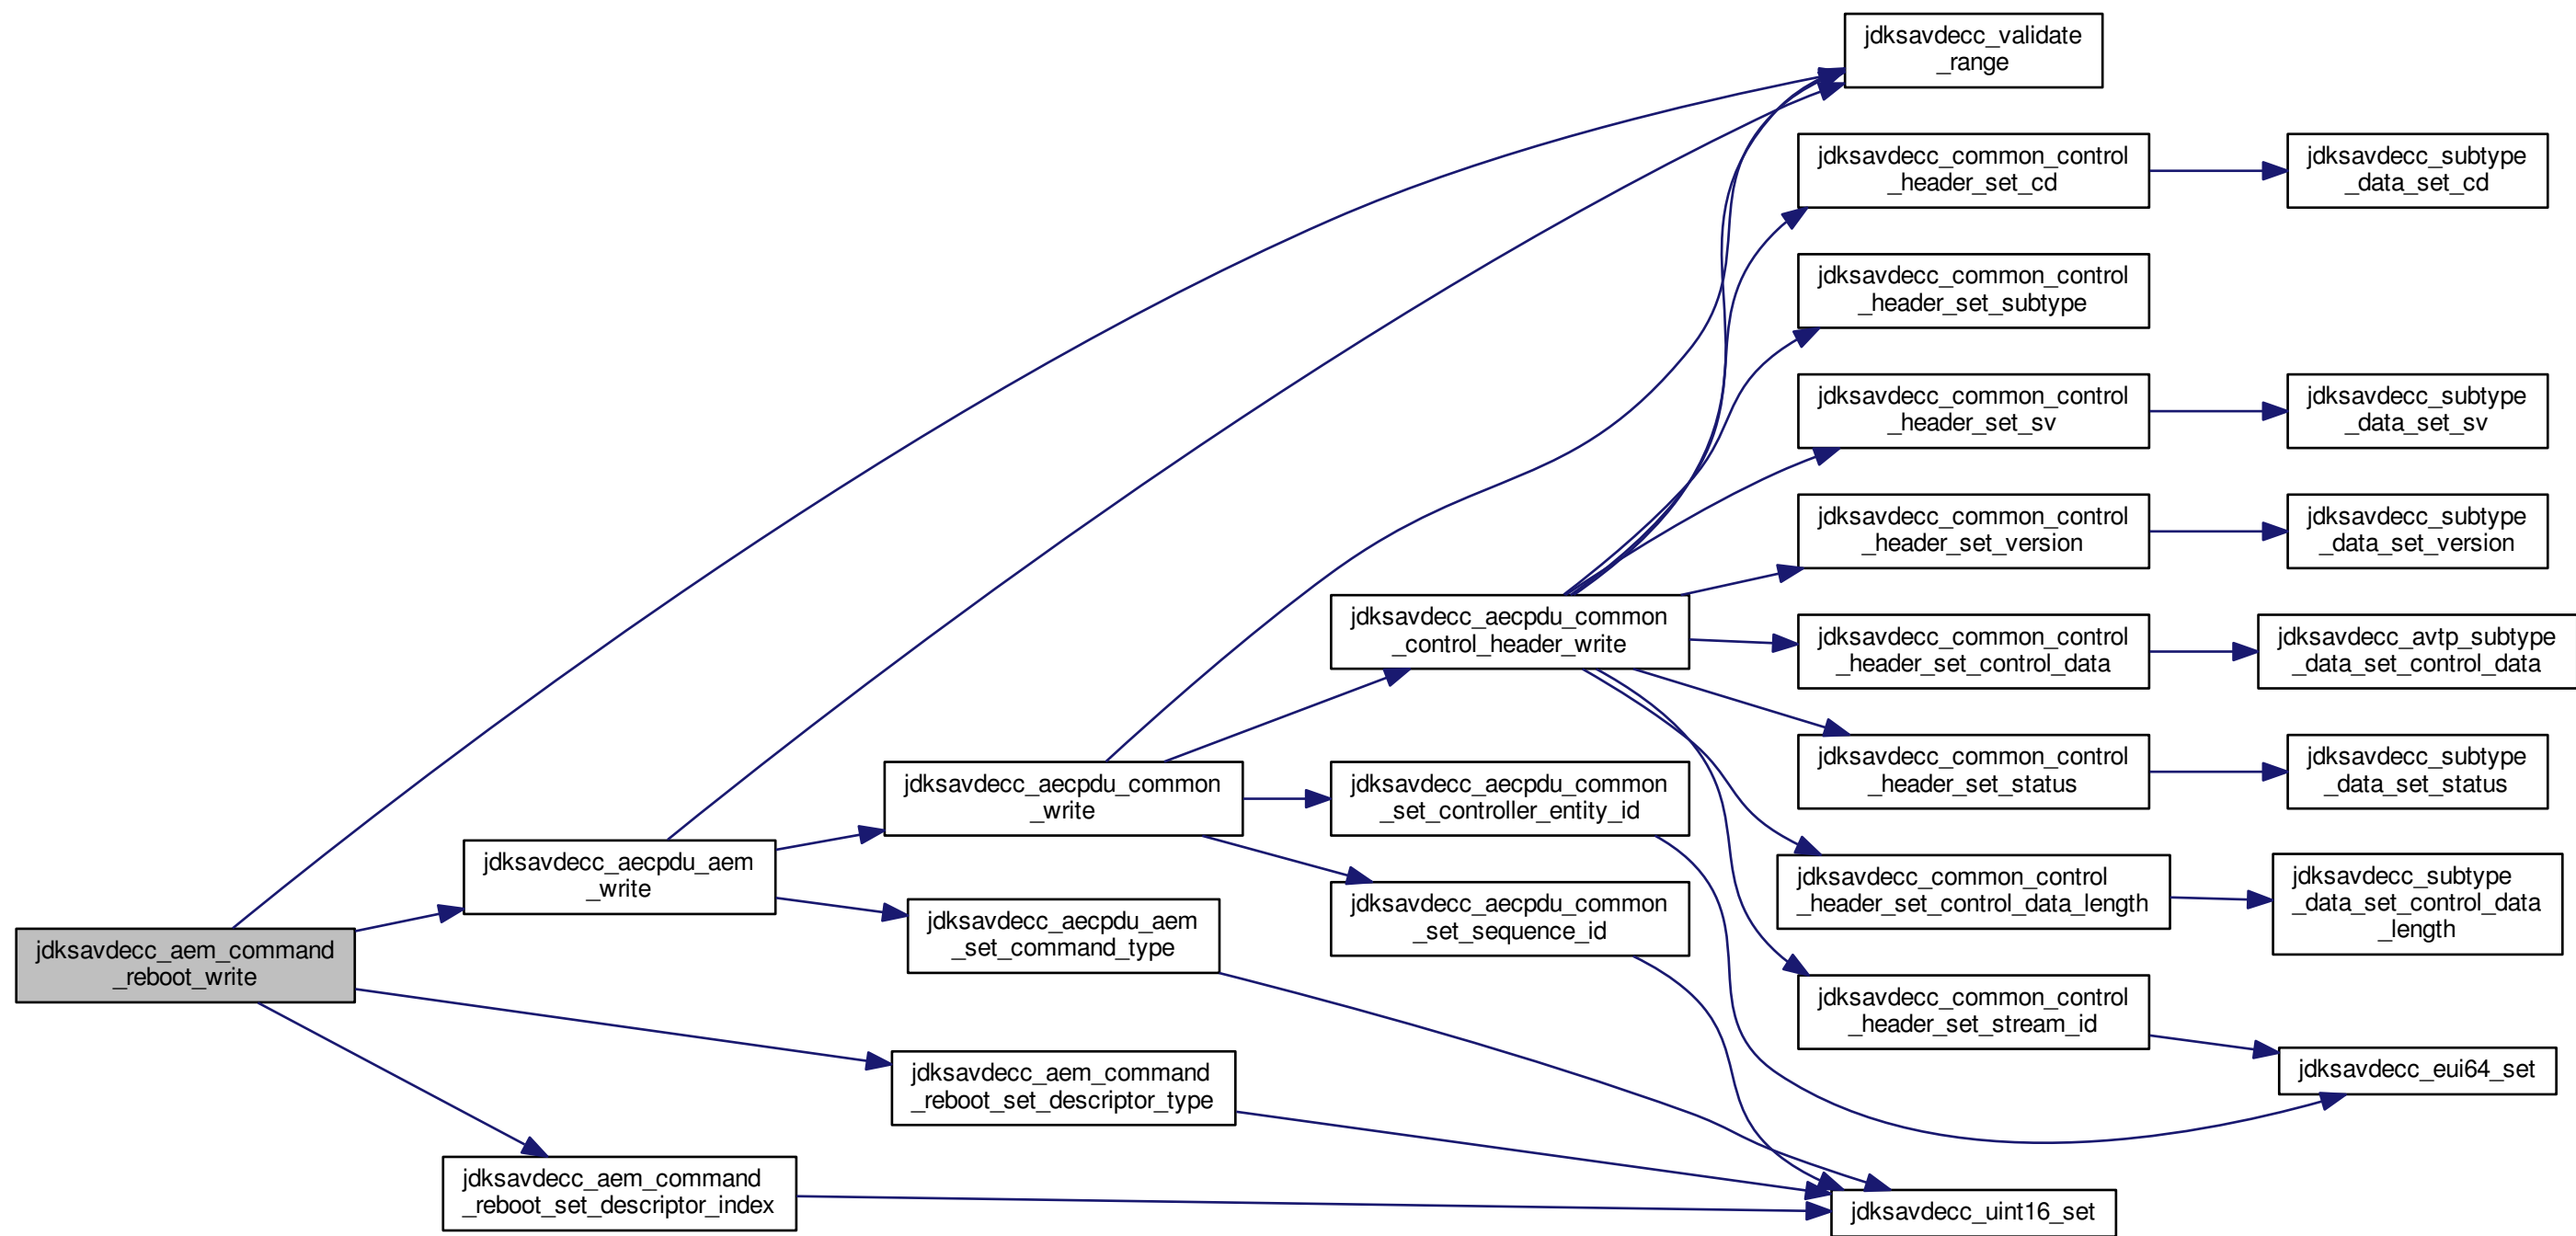 jdksavdecc_aem_command
_reboot_write
jdksavdecc_aecpdu_aem
_write
jdksavdecc_aem_command
_reboot_set_descriptor_index
jdksavdecc_aecpdu_common
_write
jdksavdecc_aecpdu_aem
_set_command_type
jdksavdecc_aem_command
_reboot_set_descriptor_type
jdksavdecc_aecpdu_common
_control_header_write
jdksavdecc_aecpdu_common
_set_controller_entity_id
jdksavdecc_aecpdu_common
_set_sequence_id
jdksavdecc_validate
_range
jdksavdecc_common_control
_header_set_cd
jdksavdecc_common_control
_header_set_subtype
jdksavdecc_common_control
_header_set_sv
jdksavdecc_common_control
_header_set_version
jdksavdecc_common_control
_header_set_control_data
jdksavdecc_common_control
_header_set_status
jdksavdecc_common_control
_header_set_control_data_length
jdksavdecc_common_control
_header_set_stream_id
jdksavdecc_uint16_set
jdksavdecc_subtype
_data_set_cd
jdksavdecc_subtype
_data_set_sv
jdksavdecc_subtype
_data_set_version
jdksavdecc_avtp_subtype
_data_set_control_data
jdksavdecc_subtype
_data_set_status
jdksavdecc_subtype
_data_set_control_data
_length
jdksavdecc_eui64_set